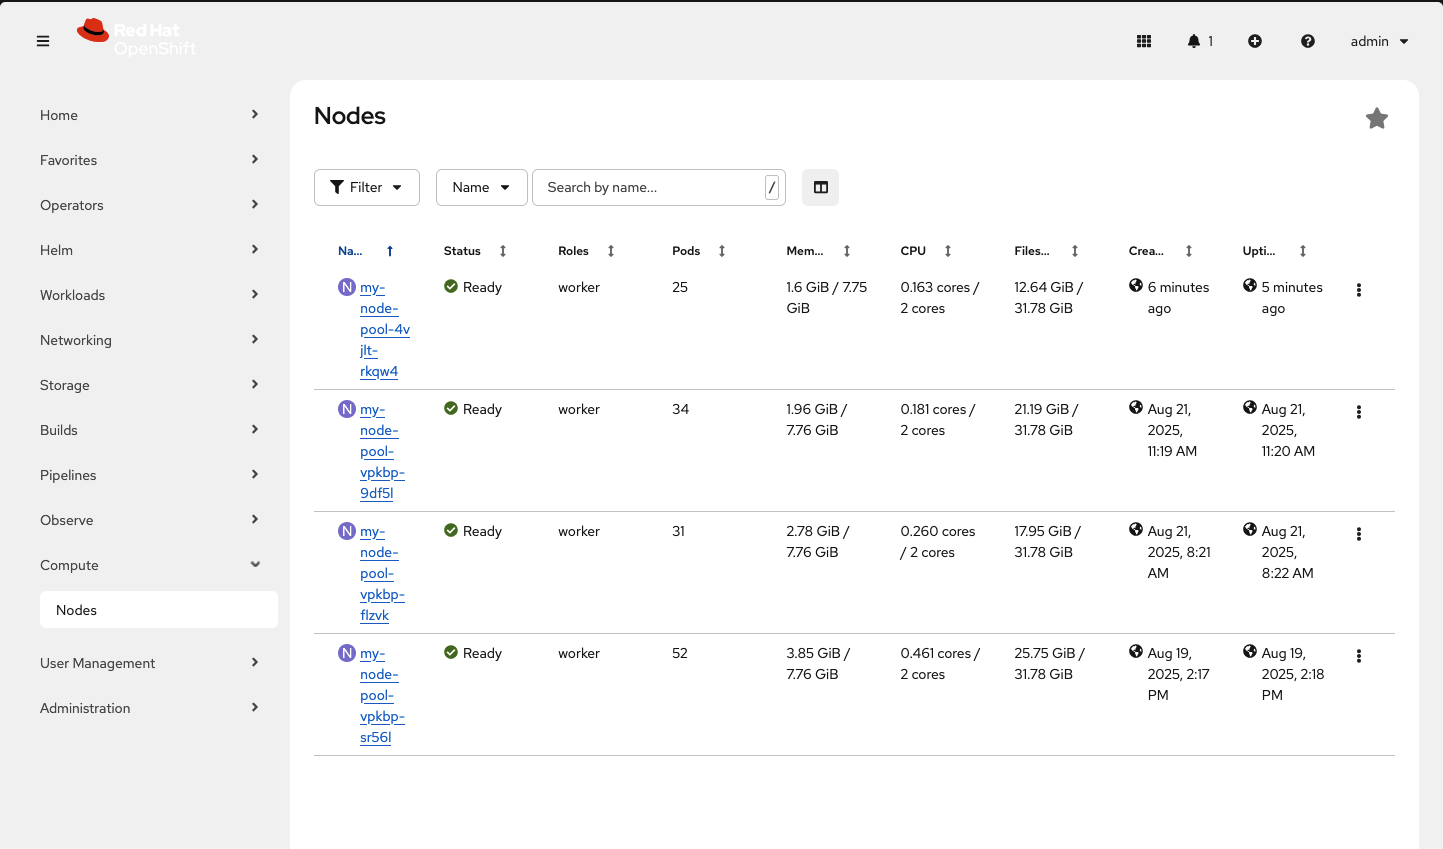 Red Hat
OpenShift
1
admin
Home
Favorites
Operators
Helm
Workloads
Networking
Storage
Builds
Pipelines
Observe
Compute
Nodes
User Management
Administration
Nodes
Filter
Name
Search by name...
/
Na...
Status
Roles
Pods
Mem...
CPU
Files...
Crea...
Upti...
N
my-
node-
pool-4v
jlt-
rkqw4
Ready
worker
25
1.6 GiB / 7.75
GiB
0.163 cores /
2 cores
12.64 GiB /
31.78 GiB
6 minutes
ago
5 minutes
ago
N
my-
node-
pool-
vpkbp-
9df5l
Ready
worker
34
1.96 GiB /
7.76 GiB
0.181 cores /
2 cores
21.19 GiB /
31.78 GiB
Aug 21,
2025,
11:19 AM
Aug 21,
2025,
11:20 AM
N
my-
node-
pool-
vpkbp-
flzvk
Ready
worker
31
2.78 GiB /
7.76 GiB
0.260 cores
/ 2 cores
17.95 GiB /
31.78 GiB
Aug 21,
2025, 8:21
AM
Aug 21,
2025,
8:22 AM
N
my-
node-
pool-
vpkbp-
sr56l
Ready
worker
52
3.85 GiB /
7.76 GiB
0.461 cores /
2 cores
25.75 GiB /
31.78 GiB
Aug 19,
2025, 2:17
PM
Aug 19,
2025, 2:18
PM